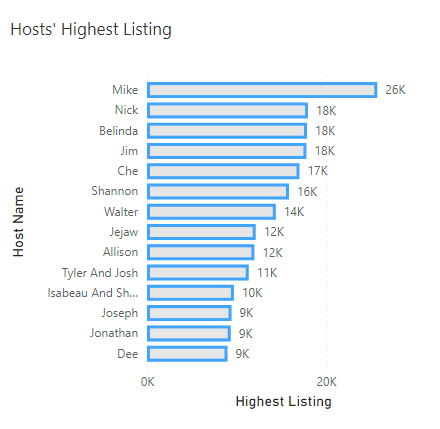 Hosts' Highest Listing
Mike 26K
Nick 18K
Belinda 18K
Jim 18K
Che 17K
Shannon 16K
Walter 14K
Jejaw 12K
Allison 12K
Tyler And Josh 11K
Isabeau And Sh... 10K
Joseph 9K
Jonathan 9K
Dee 9K
Host Name
0K 20K
Highest Listing